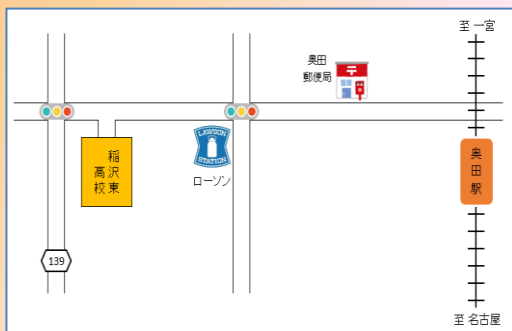 至 一宮
奥田
郵便局
稲沢東
高校
LAWSON
STATION
ローソン
奥田駅
139
至 名古屋